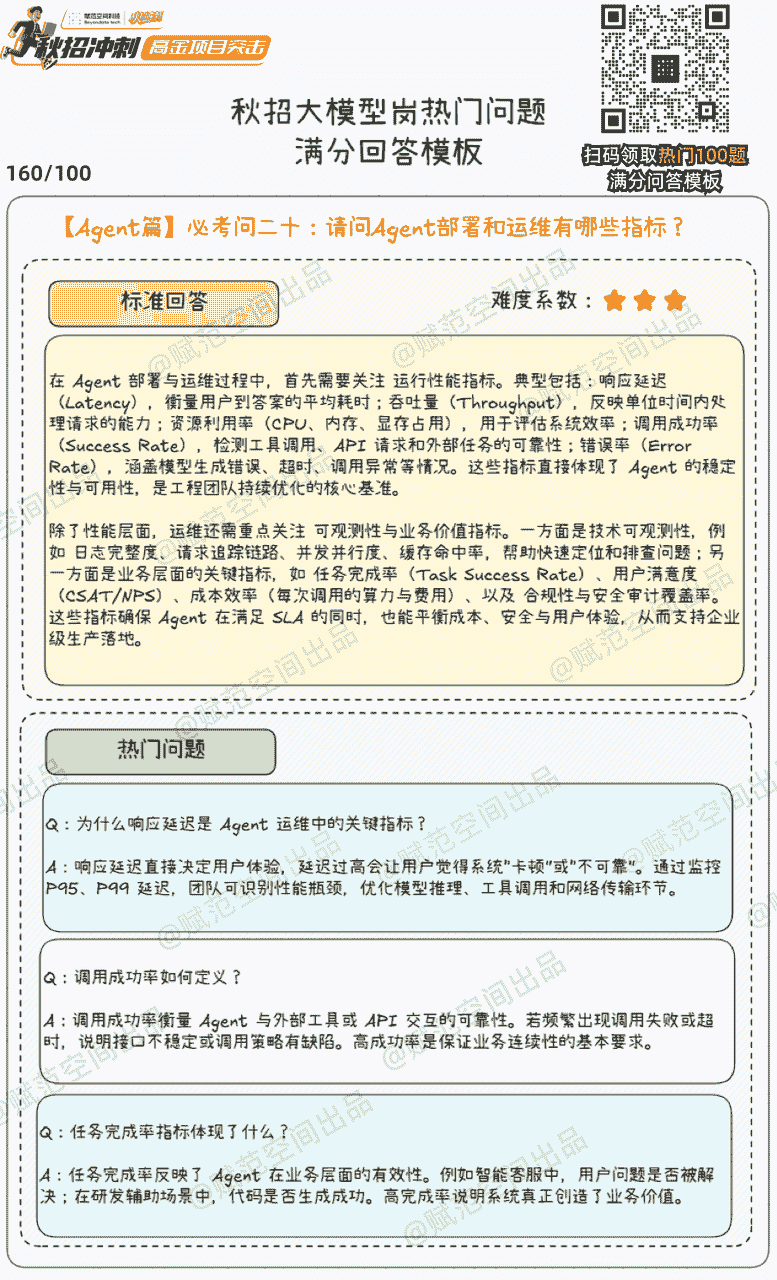 赋范空间科技
Beyondata tech
秋招冲刺 高金项目突击
秋招大模型岗热门问题
满分回答模板
160/100
扫码领取热门100题
满分问答模板
【Agent篇】必考问二十：请问Agent部署和运维有哪些指标？
标准回答
难度系数：
在 Agent 部署与运维过程中，首先需要关注 运行性能指标。典型包括：响应延迟
（Latency），衡量用户到答案的平均耗时；吞吐量（Throughput），反映单位时间内处
理请求的能力；资源利用率（CPU、内存、显存占用），用于评估系统效率；调用成功率
（Success Rate），检测工具调用、API 请求和外部任务的可靠性；错误率（Error
Rate），涵盖模型生成错误、超时、调用异常等情况。这些指标直接体现了 Agent 的稳定
性与可用性，是工程团队持续优化的核心基准。
除了性能层面，运维还需重点关注 可观测性与业务价值指标。一方面是技术可观测性，例
如 日志完整度、请求追踪链路、并发并行度、缓存命中率，帮助快速定位和排查问题；另
一方面是业务层面的关键指标，如 任务完成率（Task Success Rate）、用户满意度
（CSAT/NPS）、成本效率（每次调用的算力与费用）、以及 合规性与安全审计覆盖率。
这些指标确保 Agent 在满足 SLA 的同时，也能平衡成本、安全与用户体验，从而支持企业
级生产落地。
热门问题
Q：为什么响应延迟是 Agent 运维中的关键指标？
A：响应延迟直接决定用户体验，延迟过高会让用户觉得系统"卡顿"或"不可靠"。通过监控
P95、P99 延迟，团队可识别性能瓶颈，优化模型推理、工具调用和网络传输环节。
Q：调用成功率如何定义？
A：调用成功率衡量 Agent 与外部工具或 API 交互的可靠性。若频繁出现调用失败或超
时，说明接口不稳定或调用策略有缺陷。高成功率是保证业务连续性的基本要求。
Q：任务完成率指标体现了什么？
A：任务完成率反映了 Agent 在业务层面的有效性。例如智能客服中，用户问题是否被解
决；在研发辅助场景中，代码是否生成成功。高完成率说明系统真正创造了业务价值。
@赋范空间出品